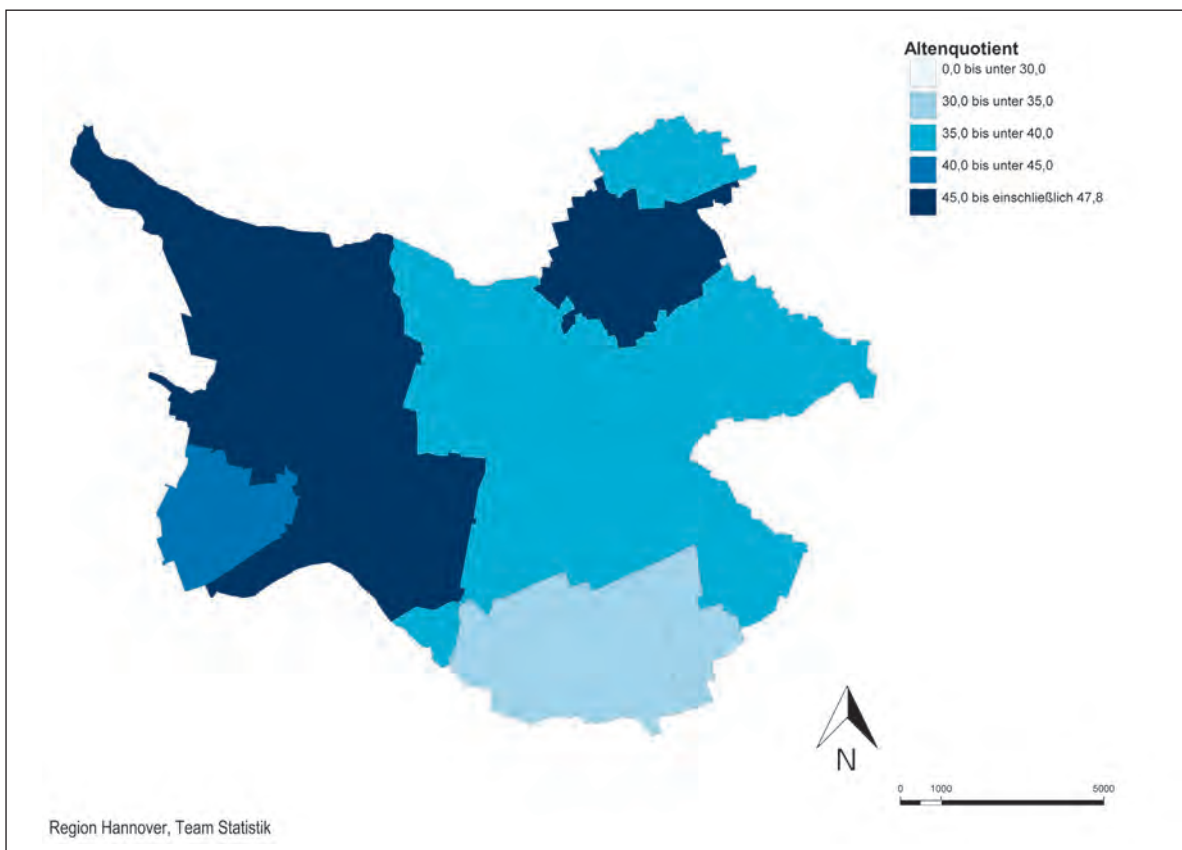 Altenquotient
0,0 bis unter 30,0
30,0 bis unter 35,0
35,0 bis unter 40,0
40,0 bis unter 45,0
45,0 bis einschließlich 47,8
N
0 1000 5000
Region Hannover, Team Statistik